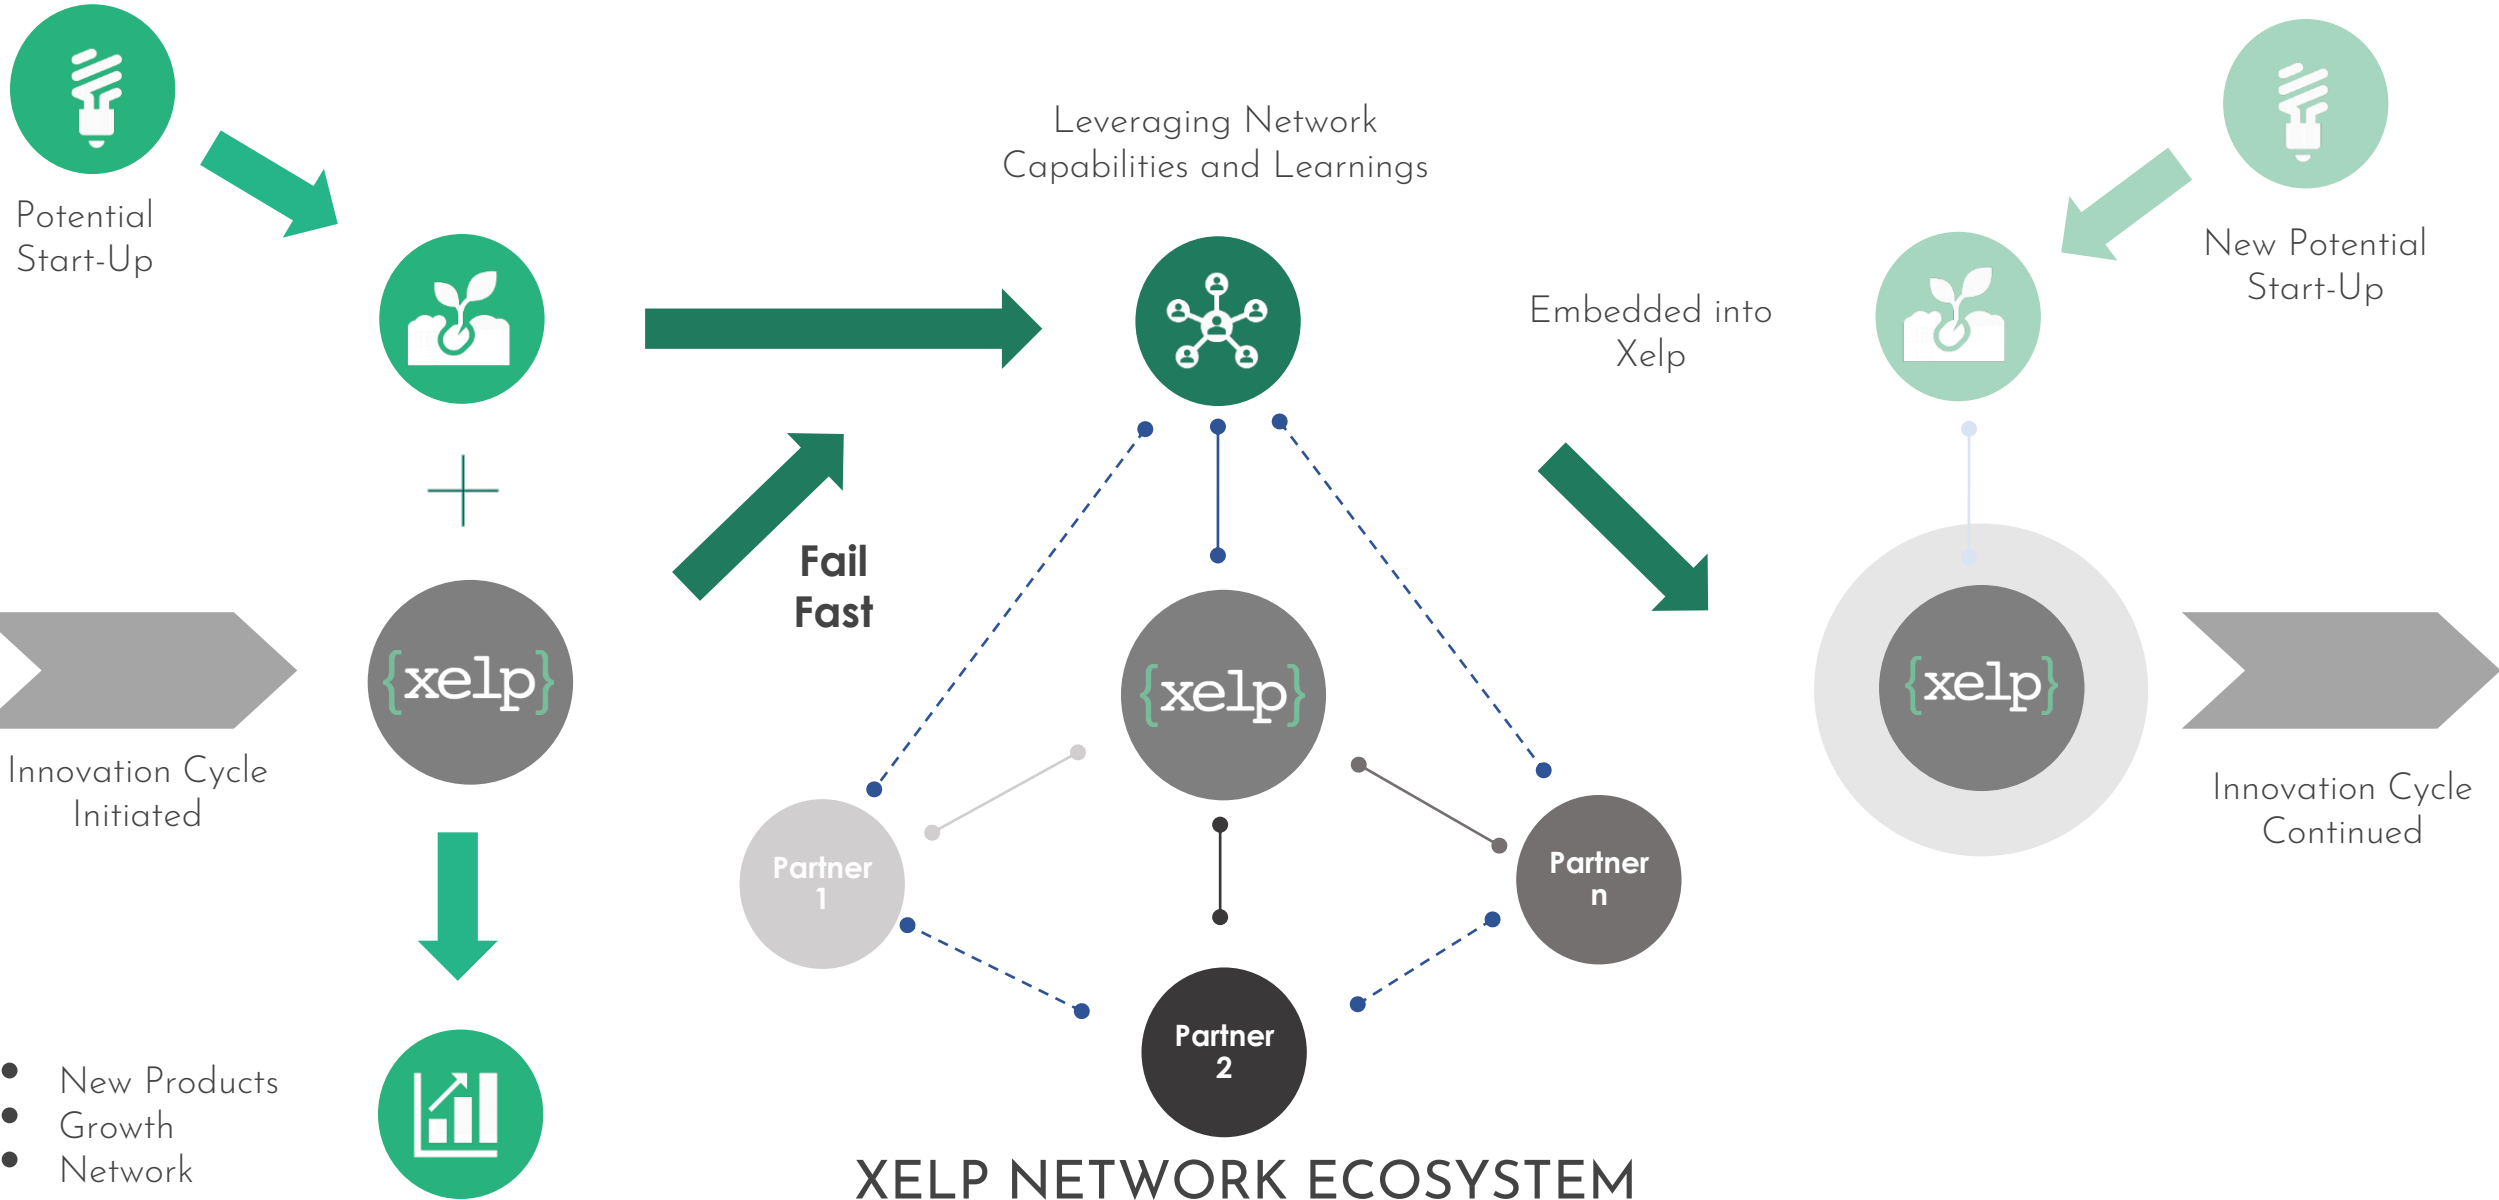 Potential
Start-Up
Leveraging Network
Capabilities and Learnings
New Potential
Start-Up
Embedded into
Xelp
Fail
Fast
{xelp}
{xelp}
{xelp}
Innovation Cycle
Initiated
Innovation Cycle
Continued
Partner
1
Partner
n
Partner
2
• New Products
• Growth
• Network
XELP NETWORK ECOSYSTEM